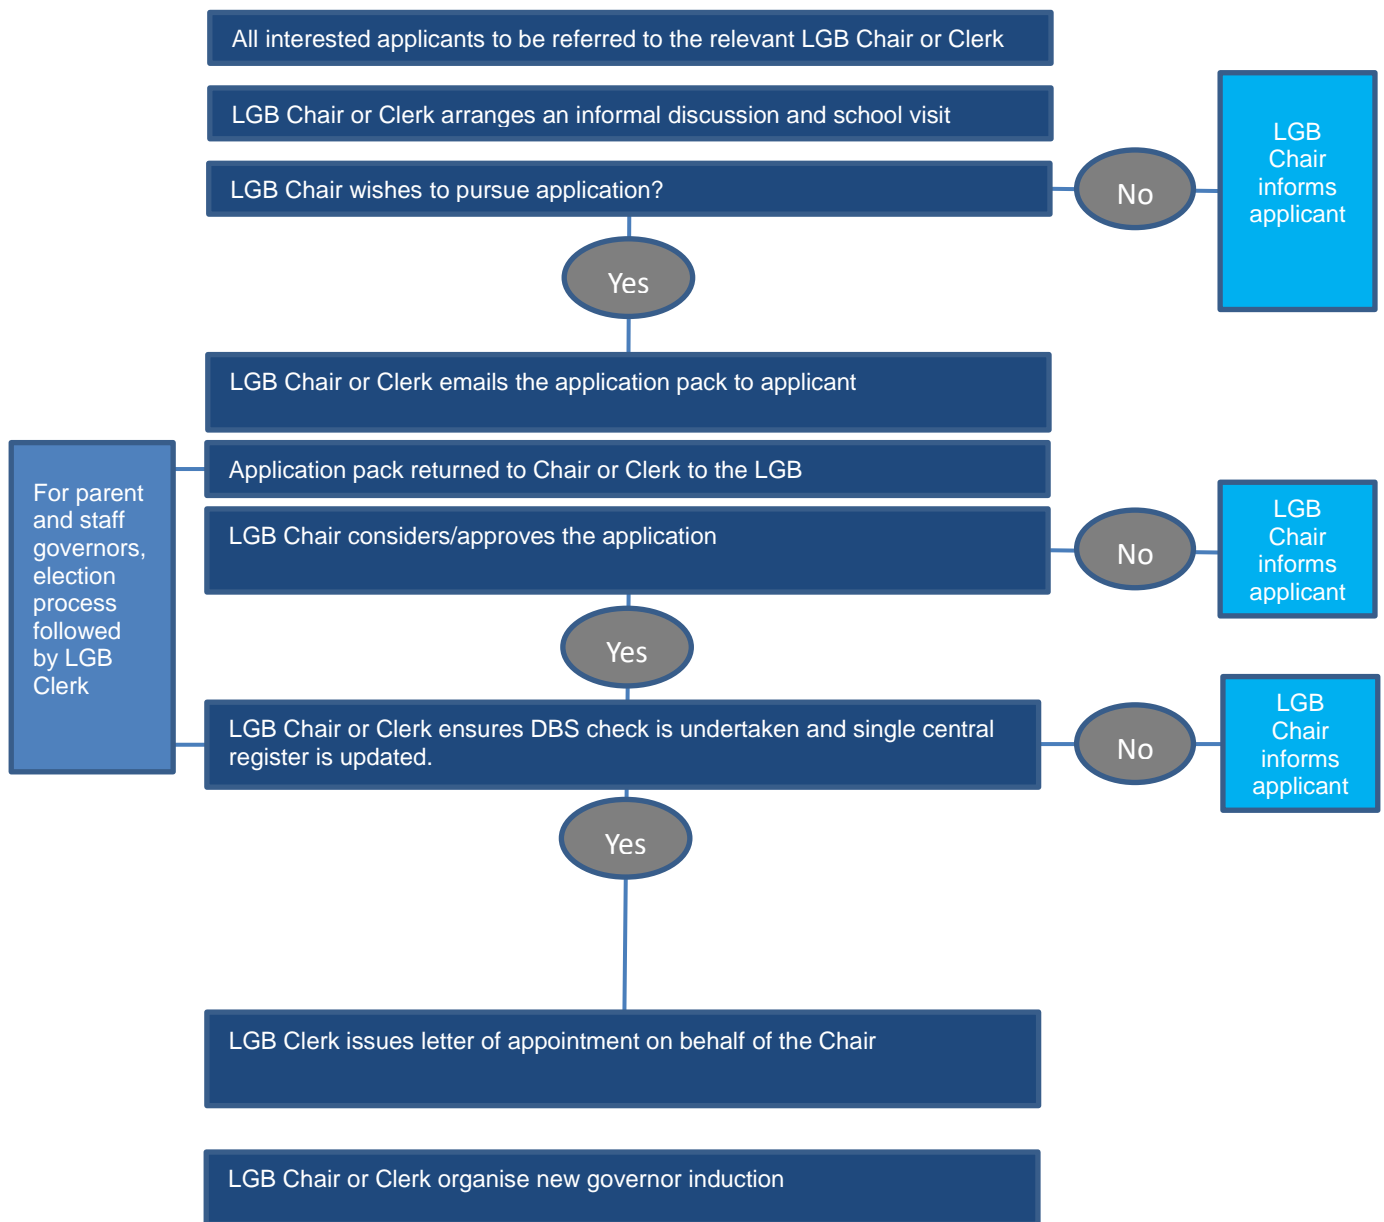 All interested applicants to be referred to the relevant LGB Chair or Clerk
LGB Chair or Clerk arranges an informal discussion and school visit
LGB Chair wishes to pursue application?
No
LGB
Chair
informs
applicant
Yes
LGB Chair or Clerk emails the application pack to applicant
Application pack returned to Chair or Clerk to the LGB
For parent
and staff
governors,
election
process
followed
by LGB
Clerk
LGB Chair considers/approves the application
No
LGB
Chair
informs
applicant
Yes
LGB Chair or Clerk ensures DBS check is undertaken and single central
register is updated.
No
LGB
Chair
informs
applicant
Yes
LGB Clerk issues letter of appointment on behalf of the Chair
LGB Chair or Clerk organise new governor induction